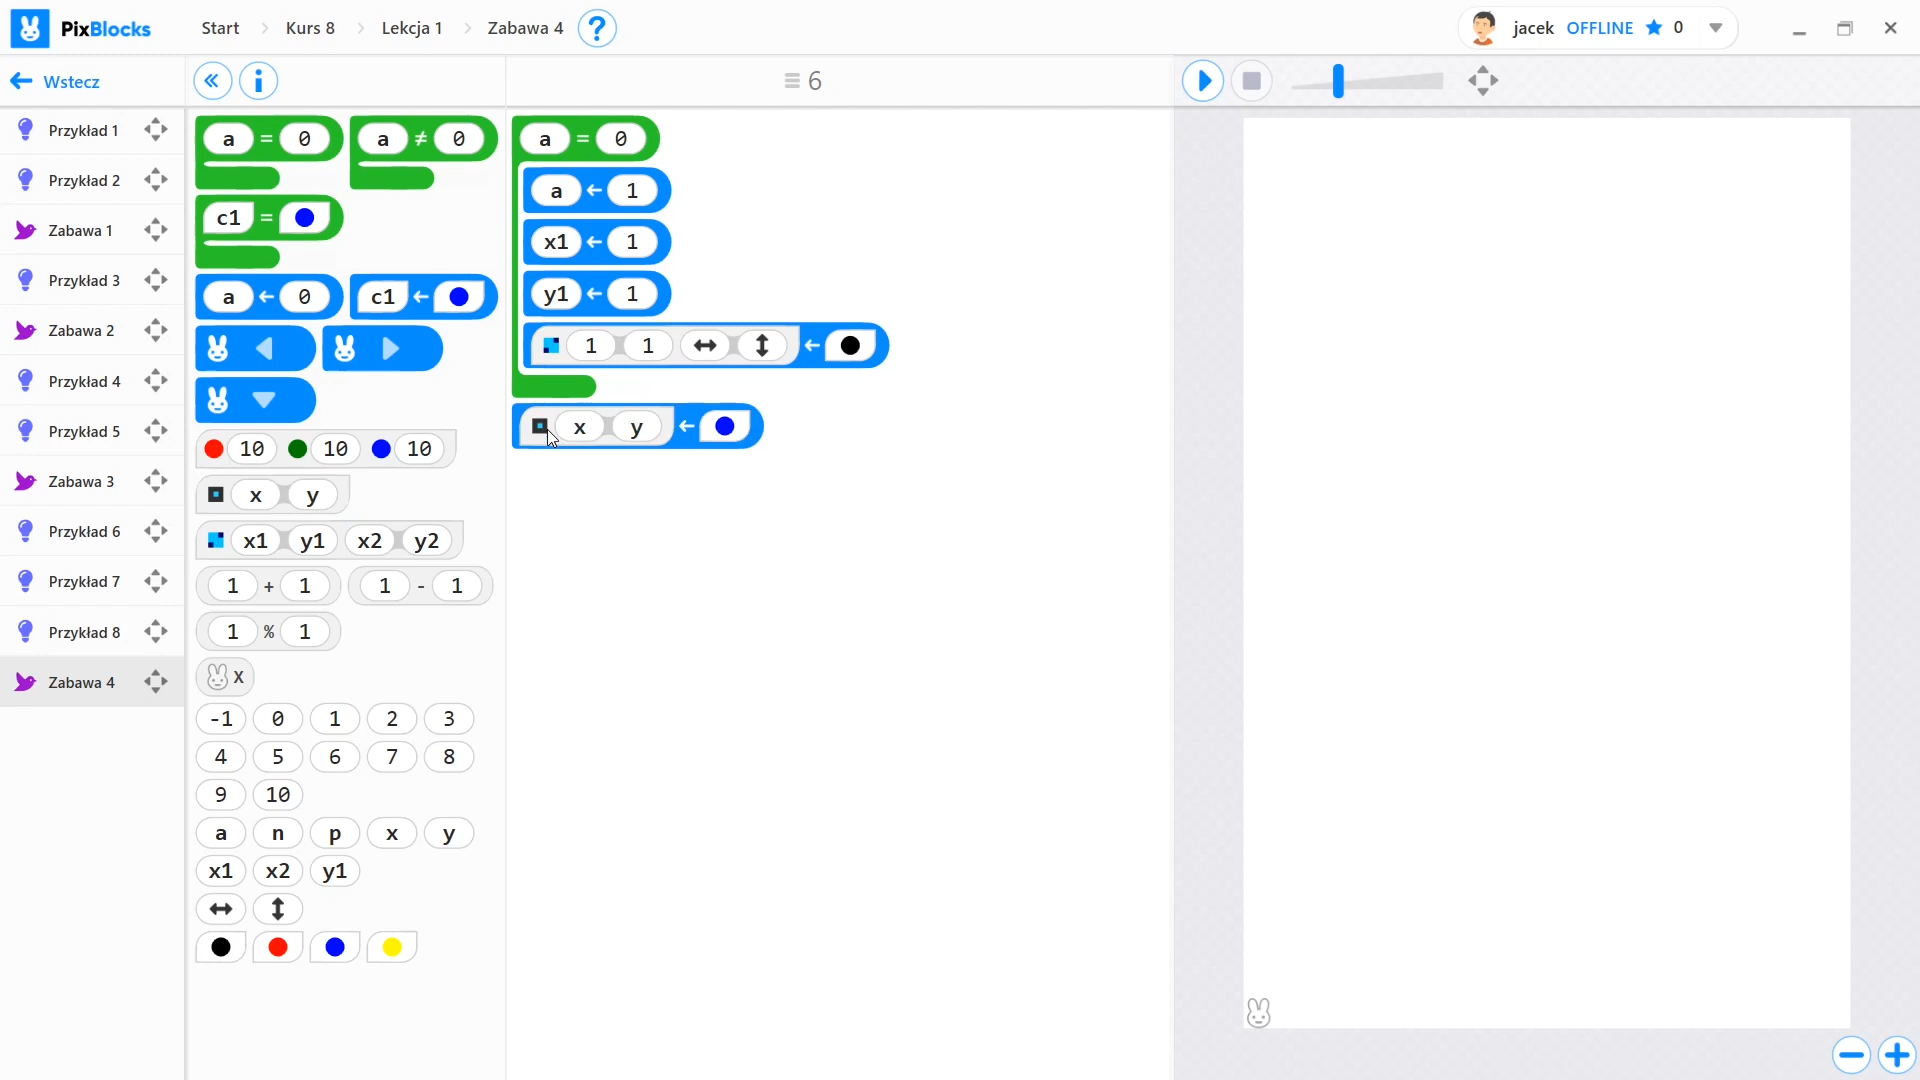 PixBlocks Start Kurs 8 Lekcja 1 Zabawa 4 ? jacek OFFLINE 0
Wstecz i 6
Przykład 1
Przykład 2
Zabawa 1
Przykład 3
Zabawa 2
Przykład 4
Przykład 5
Zabawa 3
Przykład 6
Przykład 7
Przykład 8
Zabawa 4
a = 0 a ≠ 0
c1 =
a ← 0 c1 ←
10 10 10
x y
x1 y1 x2 y2
1 + 1 1 - 1
1 % 1
X
-1 0 1 2 3
4 5 6 7 8
9 10
a n p x y
x1 x2 y1
a = 0
a ← 1
x1 ← 1
y1 ← 1
1 1 ↔ ↕ ←
x y ←